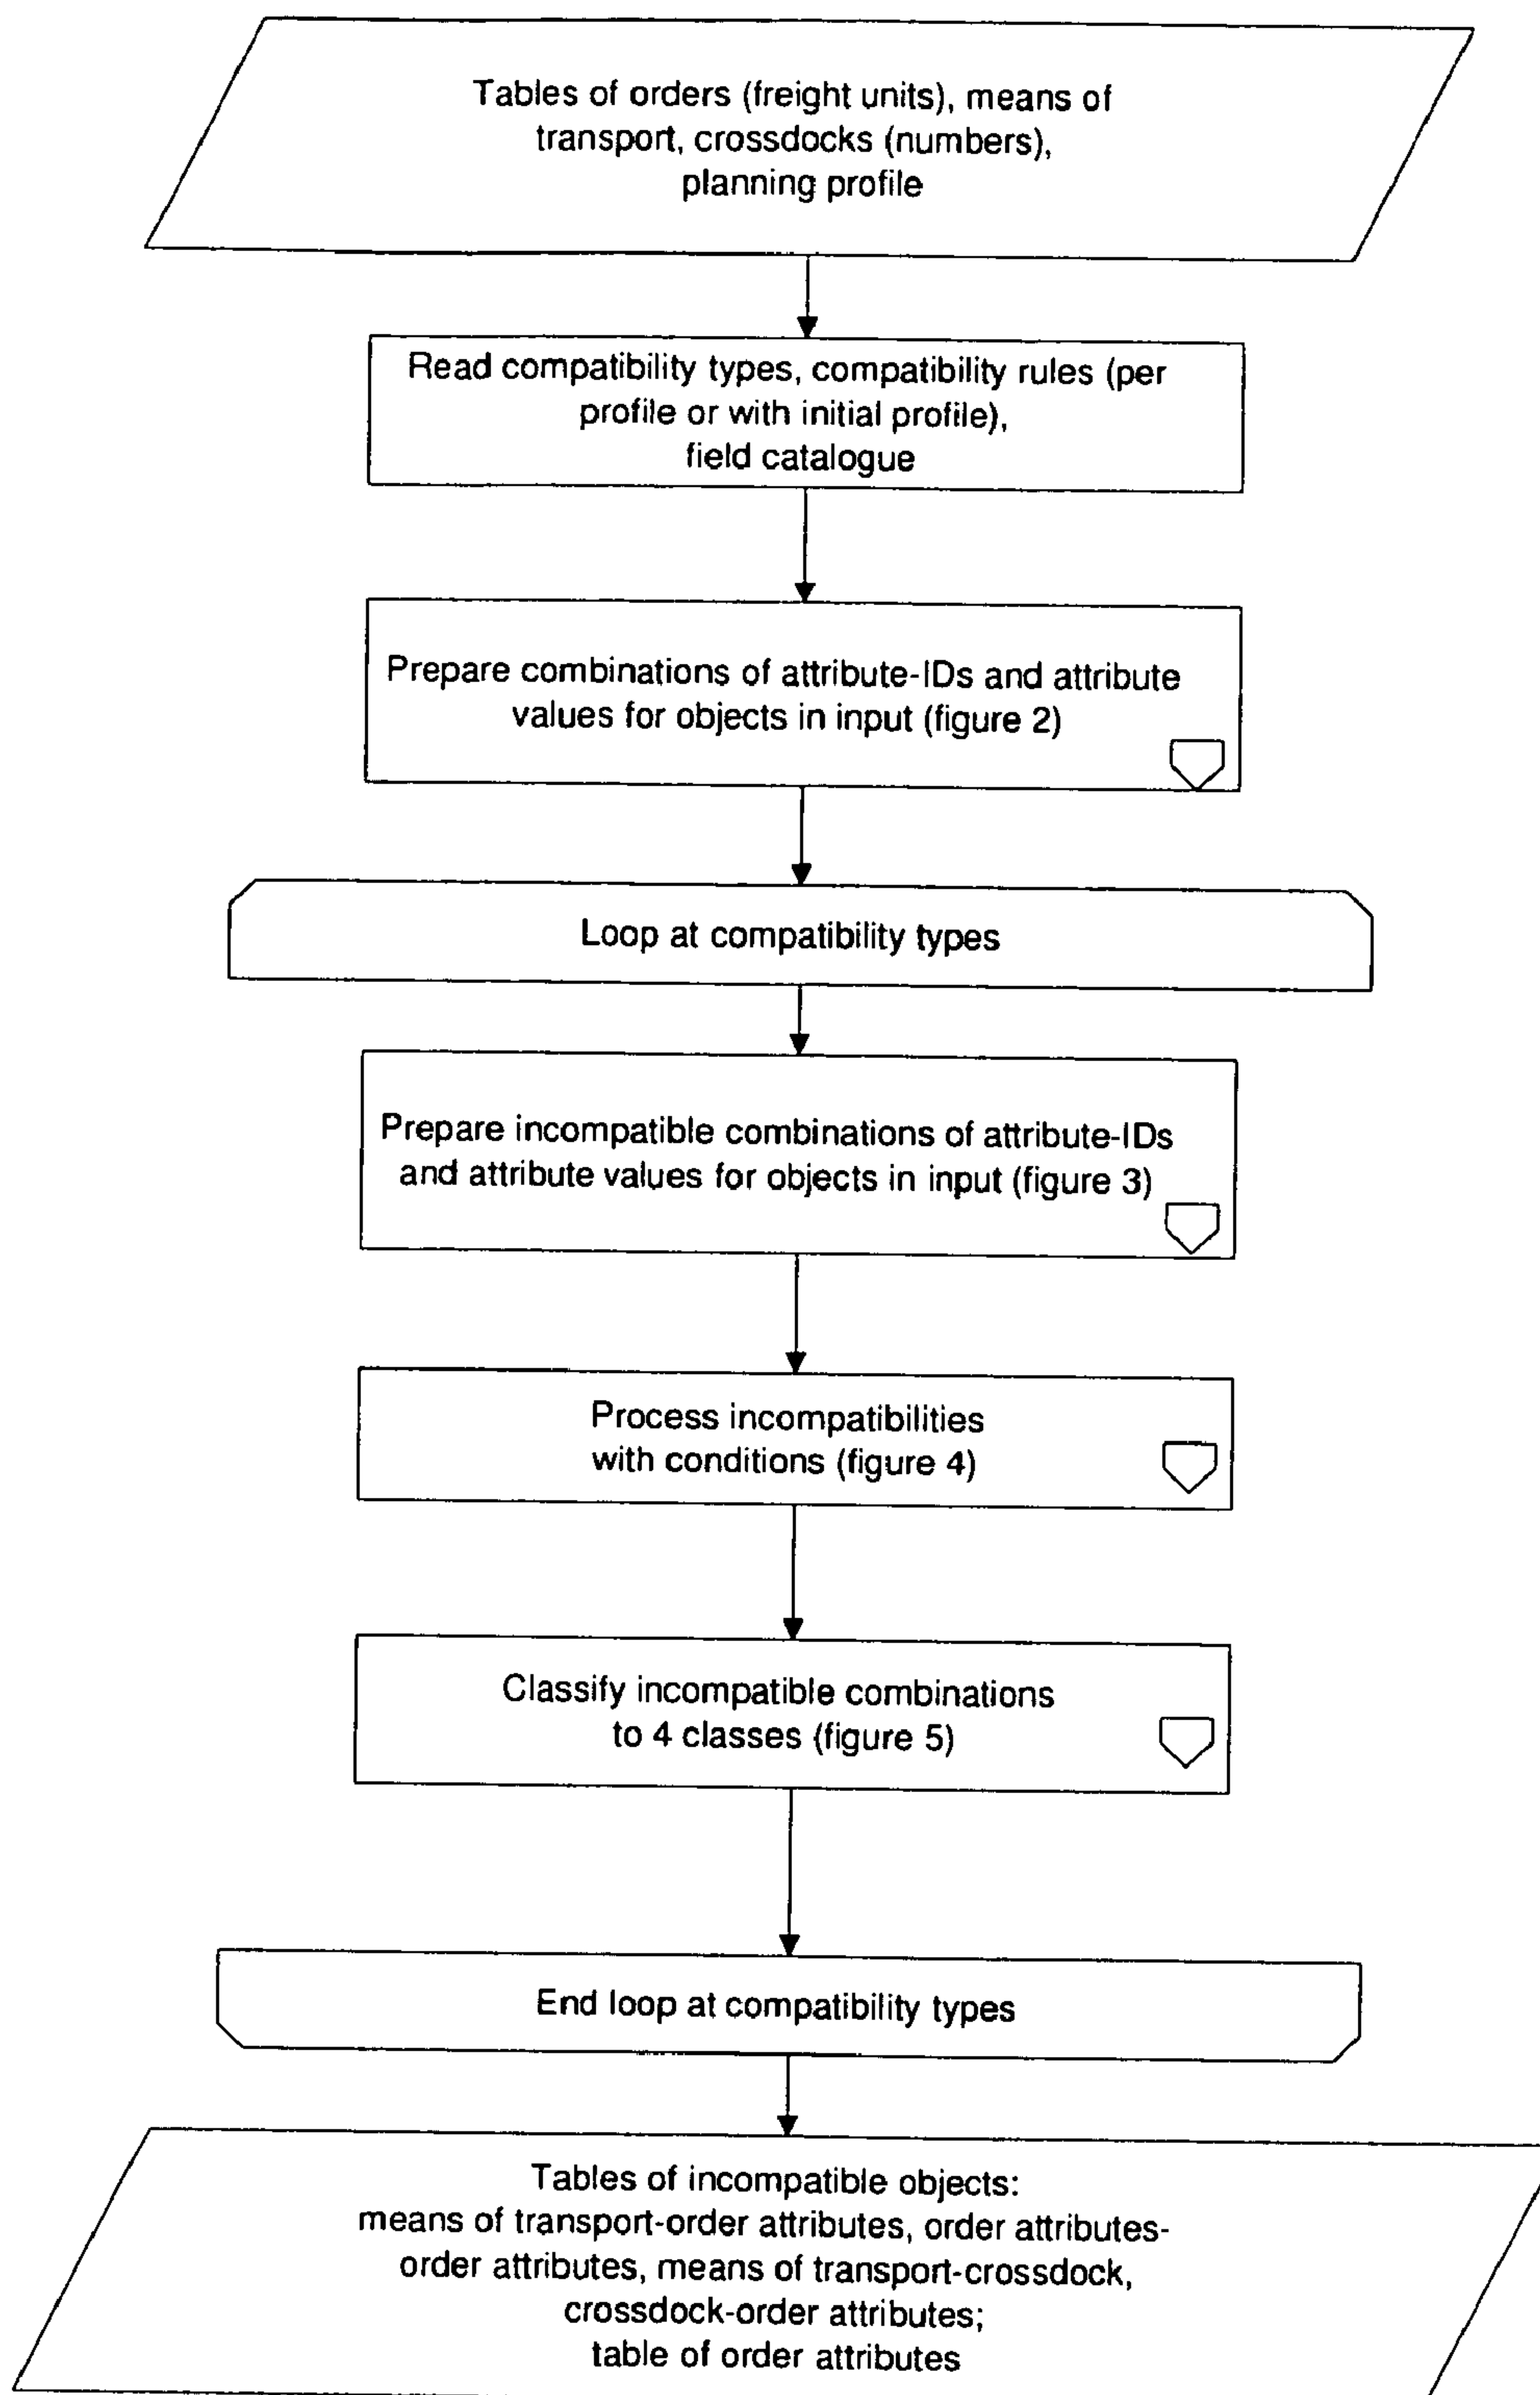 Tables of orders (freight units), means of
transport, crossdocks (numbers),
planning profile
Read compatibility types, compatibility rules (per
profile or with initial profile),
field catalogue
Prepare combinations of attribute-IDs and attribute
values for objects in input (figure 2)
Loop at compatibility types
Prepare incompatible combinations of attribute-IDs
and attribute values for objects in input (figure 3)
Process incompatibilities
with conditions (figure 4)
Classify incompatible combinations
to 4 classes (figure 5)
End loop at compatibility types
Tables of incompatible objects:
means of transport-order attributes, order attributes-
order attributes, means of transport-crossdock,
crossdock-order attributes;
table of order attributes